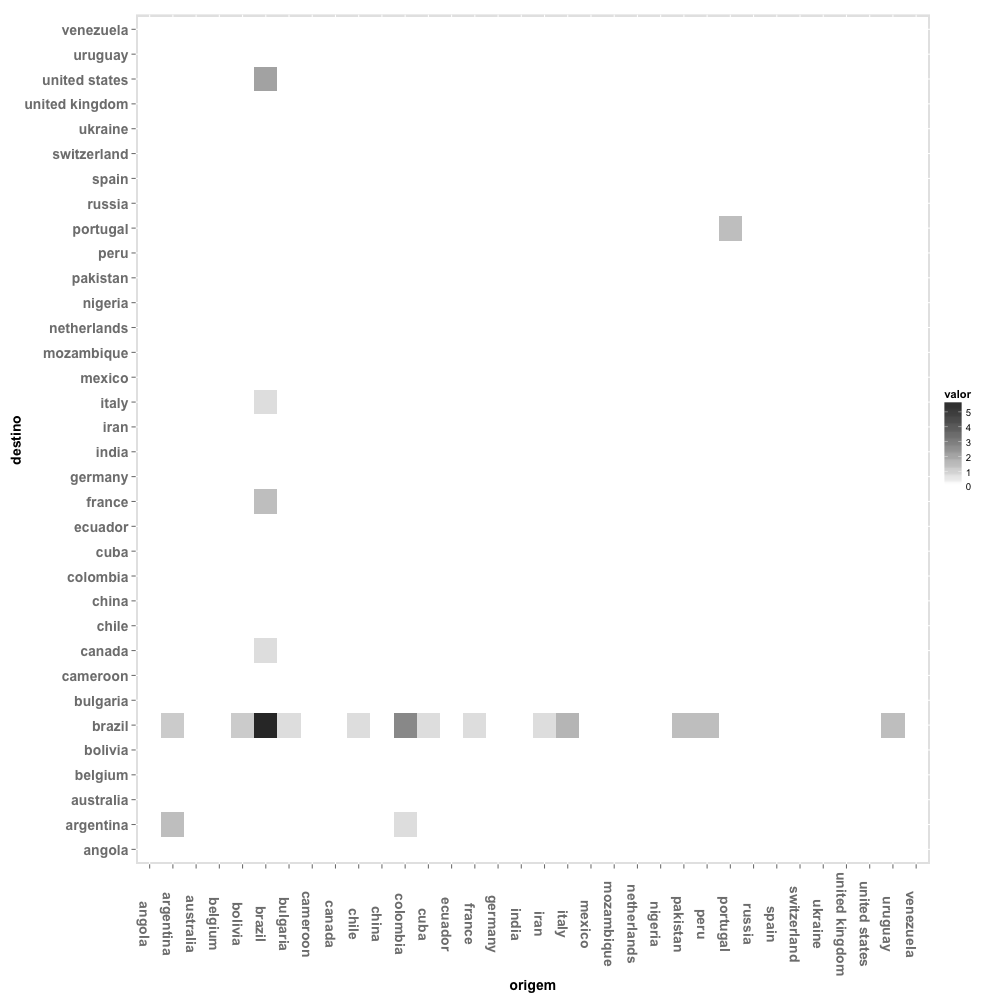 venezuela
uruguay
united states
united kingdom
ukraine
switzerland
spain
russia
portugal
peru
pakistan
nigeria
netherlands
mozambique
mexico
italy
iran
india
germany
france
ecuador
cuba
colombia
china
chile
canada
cameroon
bulgaria
brazil
bolivia
belgium
australia
argentina
angola
destino
valor
5
4
3
2
1
0
angola
argentina
australia
belgium
bolivia
brazil
bulgaria
cameroon
canada
chile
china
colombia
cuba
ecuador
france
germany
india
iran
italy
mexico
mozambique
netherlands
nigeria
pakistan
peru
portugal
russia
spain
switzerland
ukraine
united kingdom
united states
uruguay
venezuela
origem